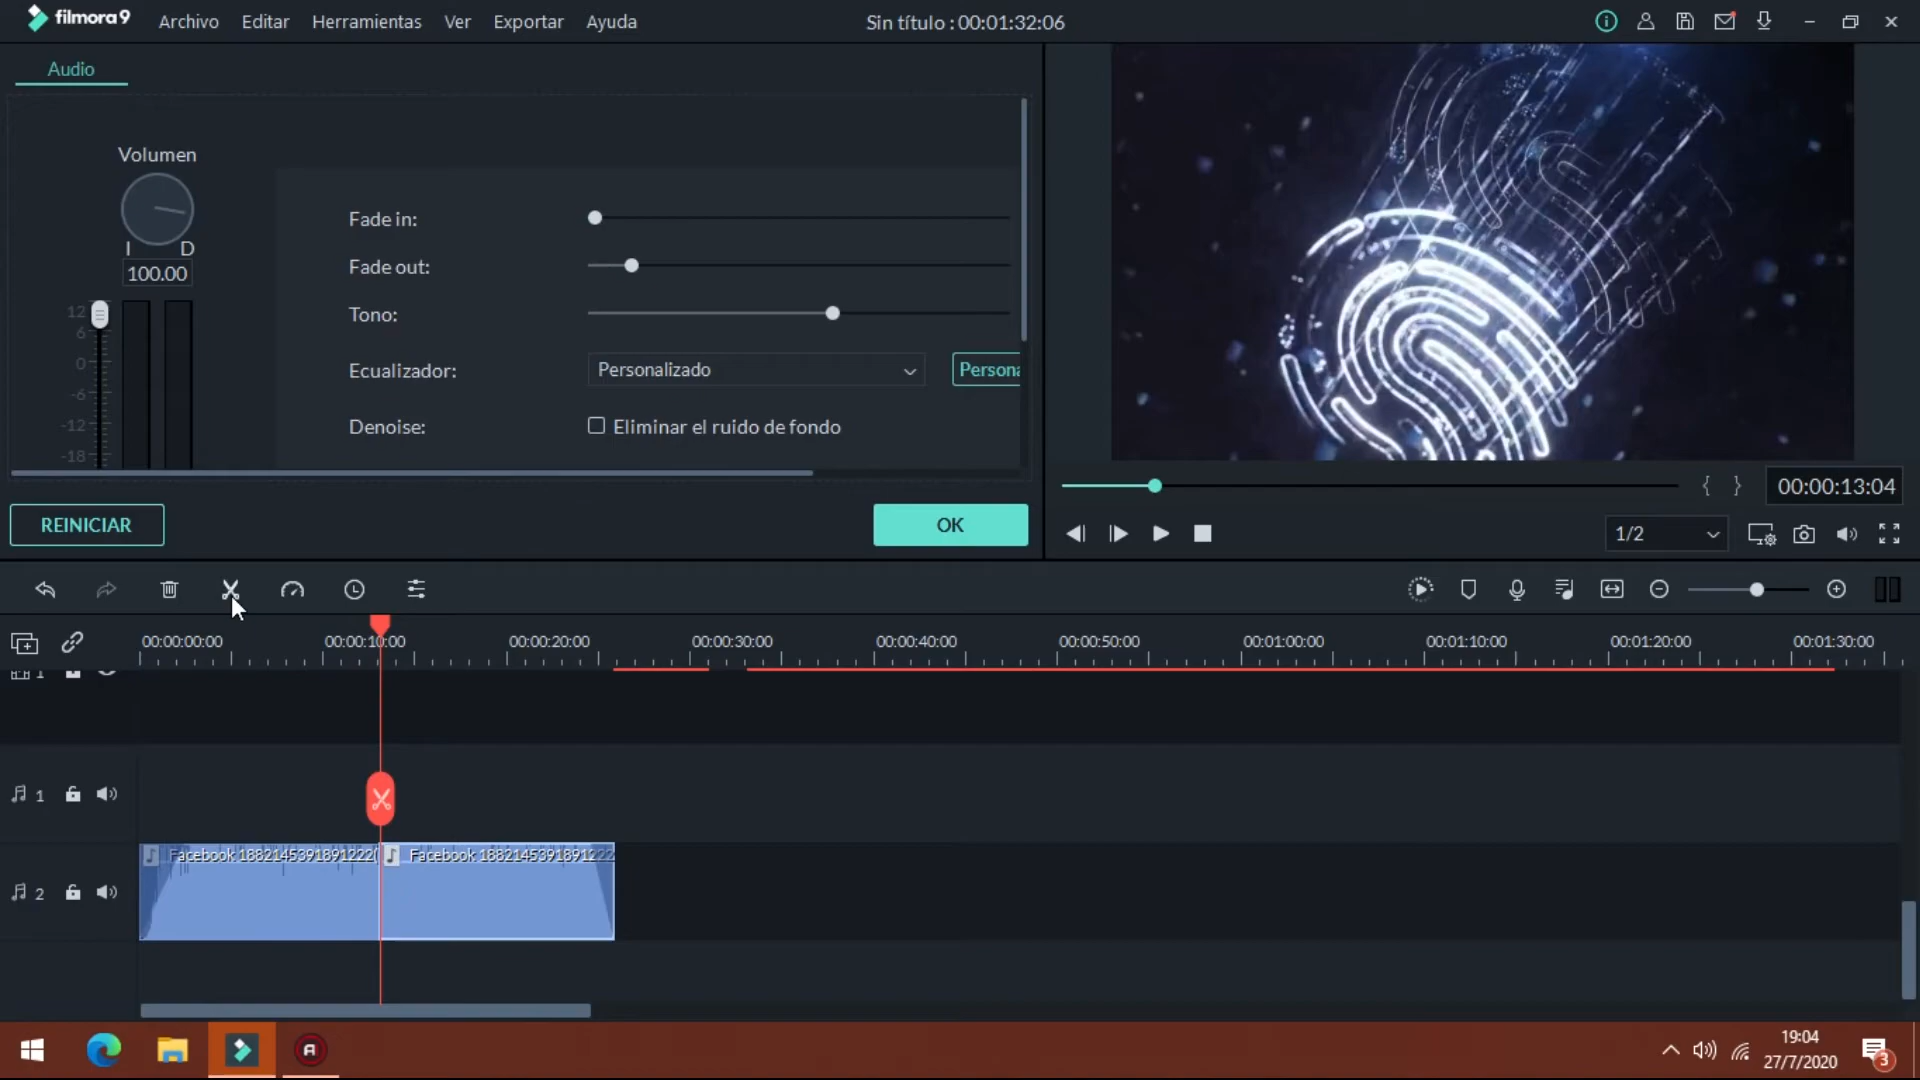 filmora9 Archivo Editar Herramientas Ver Exportar Ayuda Sin título : 00:01:32:06
Audio
Volumen
I D
100.00
12
6
0
-6
-12
-18
Fade in:
Fade out:
Tono:
Ecualizador: Personalizado Persona
Denoise: Eliminar el ruido de fondo
REINICIAR OK
{ } 00:00:13:04
1/2
00:00:00:00 00:00:10:00 00:00:20:00 00:00:30:00 00:00:40:00 00:00:50:00 00:01:00:00 00:01:10:00 00:01:20:00 00:01:30:00
1
1
Facebook 1882145391891222( Facebook 1882145391891222
2
19:04
27/7/2020
3